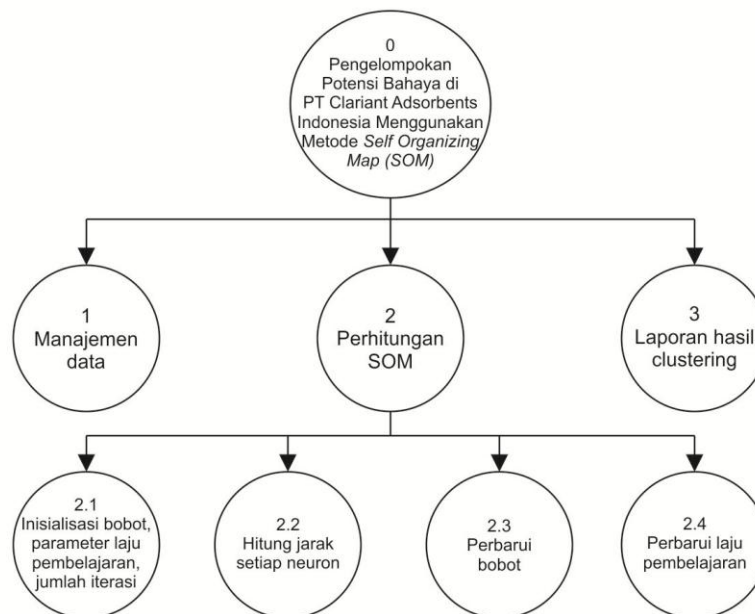 0
Pengelompokan
Potensi Bahaya di
PT Clariant Adsorbents
Indonesia Menggunakan
Metode Self Organizing
Map (SOM)
1
Manajemen
data
2
Perhitungan
SOM
3
Laporan hasil
clustering
2.1
Inisialisasi bobot,
parameter laju
pembelajaran,
jumlah iterasi
2.2
Hitung jarak
setiap neuron
2.3
Perbarui
bobot
2.4
Perbarui laju
pembelajaran